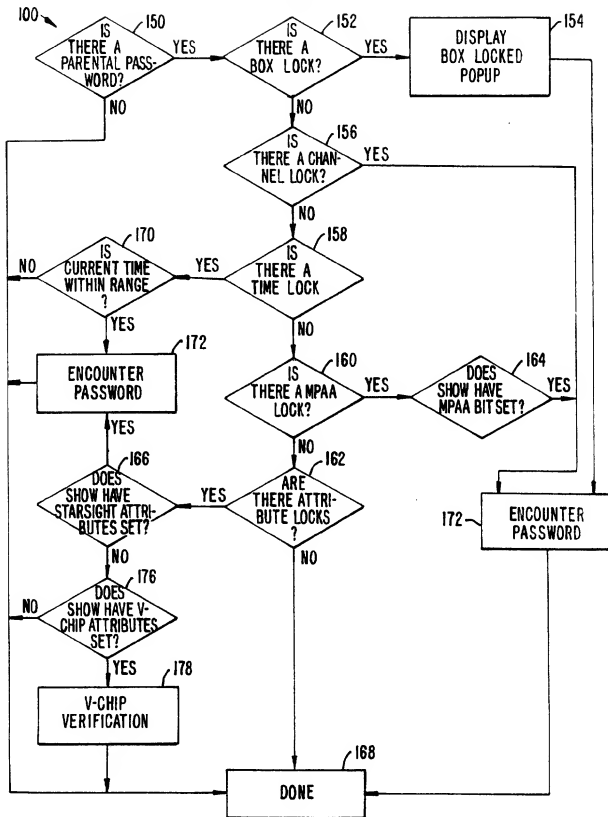 100
IS
THERE A
PARENTAL PASS-
WORD?
150
YES
NO
IS
THERE A
BOX LOCK?
152
YES
NO
DISPLAY
BOX LOCKED
POPUP
154
IS
THERE A CHAN-
NEL LOCK?
156
YES
NO
IS
CURRENT TIME
WITHIN RANGE
?
170
NO
YES
IS
THERE A
TIME LOCK
158
YES
NO
ENCOUNTER
PASSWORD
172
IS
THERE A MPAA
LOCK?
160
YES
NO
DOES
SHOW HAVE
MPAA BIT SET?
164
YES
DOES
SHOW HAVE
STARSIGHT ATTRI-
BUTES SET?
166
YES
NO
ARE
THERE ATTRI-
BUTE LOCKS
?
162
YES
NO
172
ENCOUNTER
PASSWORD
DOES
SHOW HAVE V-
CHIP ATTRIBUTES
SET?
176
NO
YES
V-CHIP
VERIFICATION
178
DONE
168